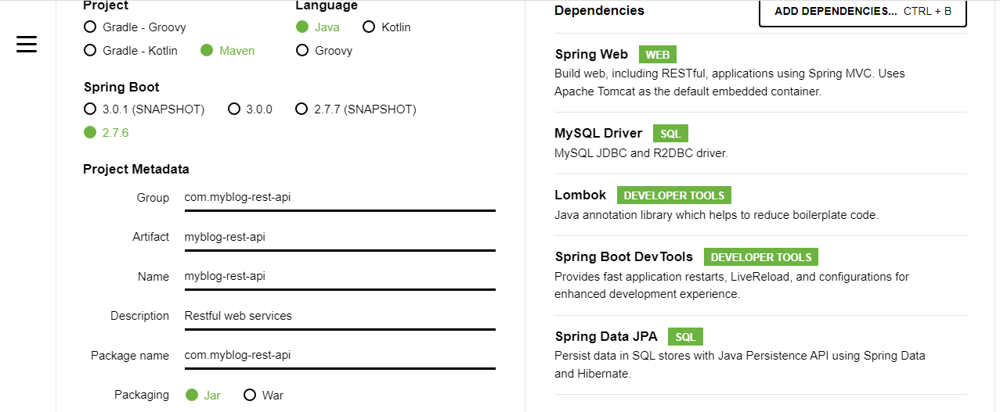 Project
Gradle - Groovy
Gradle - Kotlin
Maven
Language
Java
Kotlin
Groovy
Spring Boot
3.0.1 (SNAPSHOT)
3.0.0
2.7.7 (SNAPSHOT)
2.7.6
Project Metadata
Group com.myblog-rest-api
Artifact myblog-rest-api
Name myblog-rest-api
Description Restful web services
Package name com.myblog-rest-api
Packaging Jar War
Dependencies
ADD DEPENDENCIES... CTRL + B
Spring Web WEB
Build web, including RESTful, applications using Spring MVC. Uses
Apache Tomcat as the default embedded container.
MySQL Driver SQL
MySQL JDBC and R2DBC driver.
Lombok DEVELOPER TOOLS
Java annotation library which helps to reduce boilerplate code.
Spring Boot DevTools DEVELOPER TOOLS
Provides fast application restarts, LiveReload, and configurations for
enhanced development experience.
Spring Data JPA SQL
Persist data in SQL stores with Java Persistence API using Spring Data
and Hibernate.